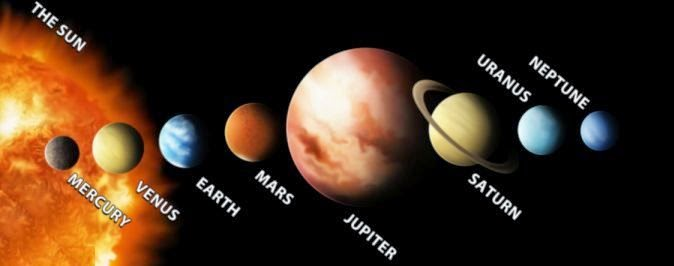 THE SUN
MERCURY
VENUS
EARTH
MARS
JUPITER
SATURN
URANUS
NEPTUNE